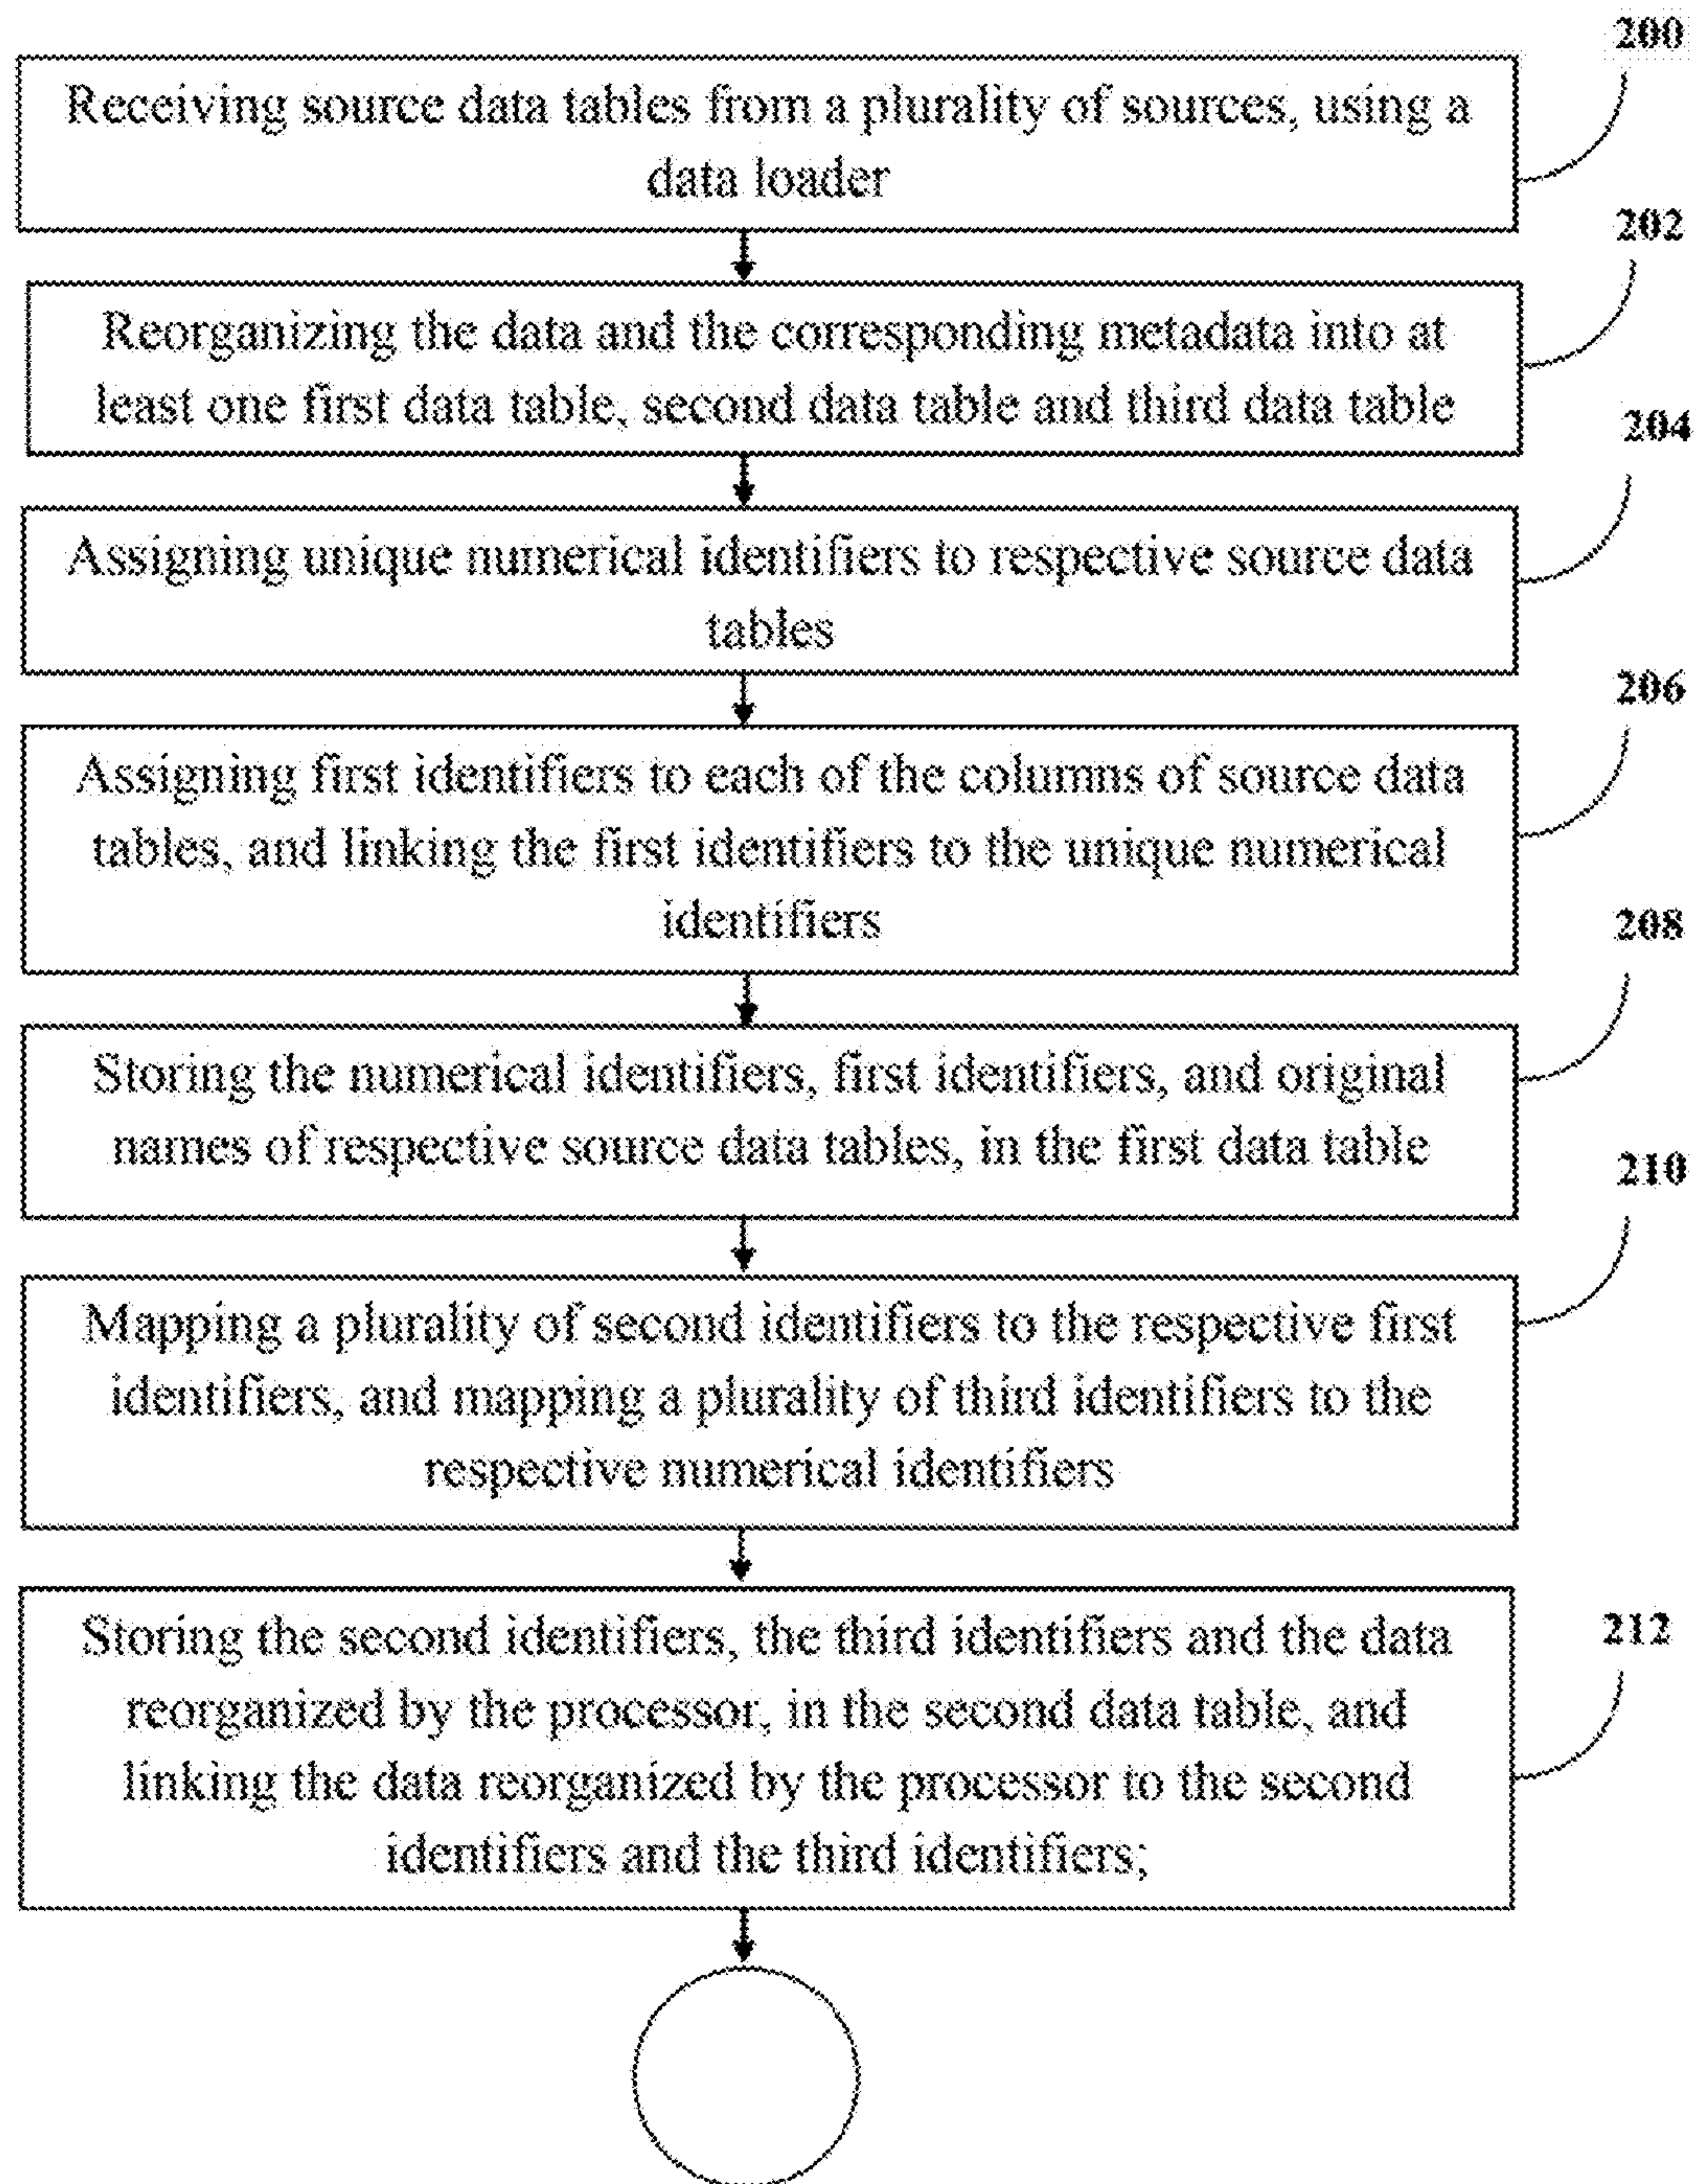 200
Receiving source data tables from a plurality of sources, using a
data loader
202
Reorganizing the data and the corresponding metadata into at
least one first data table, second data table and third data table
204
Assigning unique numerical identifiers to respective source data
tables
206
Assigning first identifiers to each of the columns of source data
tables, and linking the first identifiers to the unique numerical
identifiers
208
Storing the numerical identifiers, first identifiers, and original
names of respective source data tables, in the first data table
210
Mapping a plurality of second identifiers to the respective first
identifiers, and mapping a plurality of third identifiers to the
respective numerical identifiers
212
Storing the second identifiers, the third identifiers and the data
reorganized by the processor, in the second data table, and
linking the data reorganized by the processor to the second
identifiers and the third identifiers;